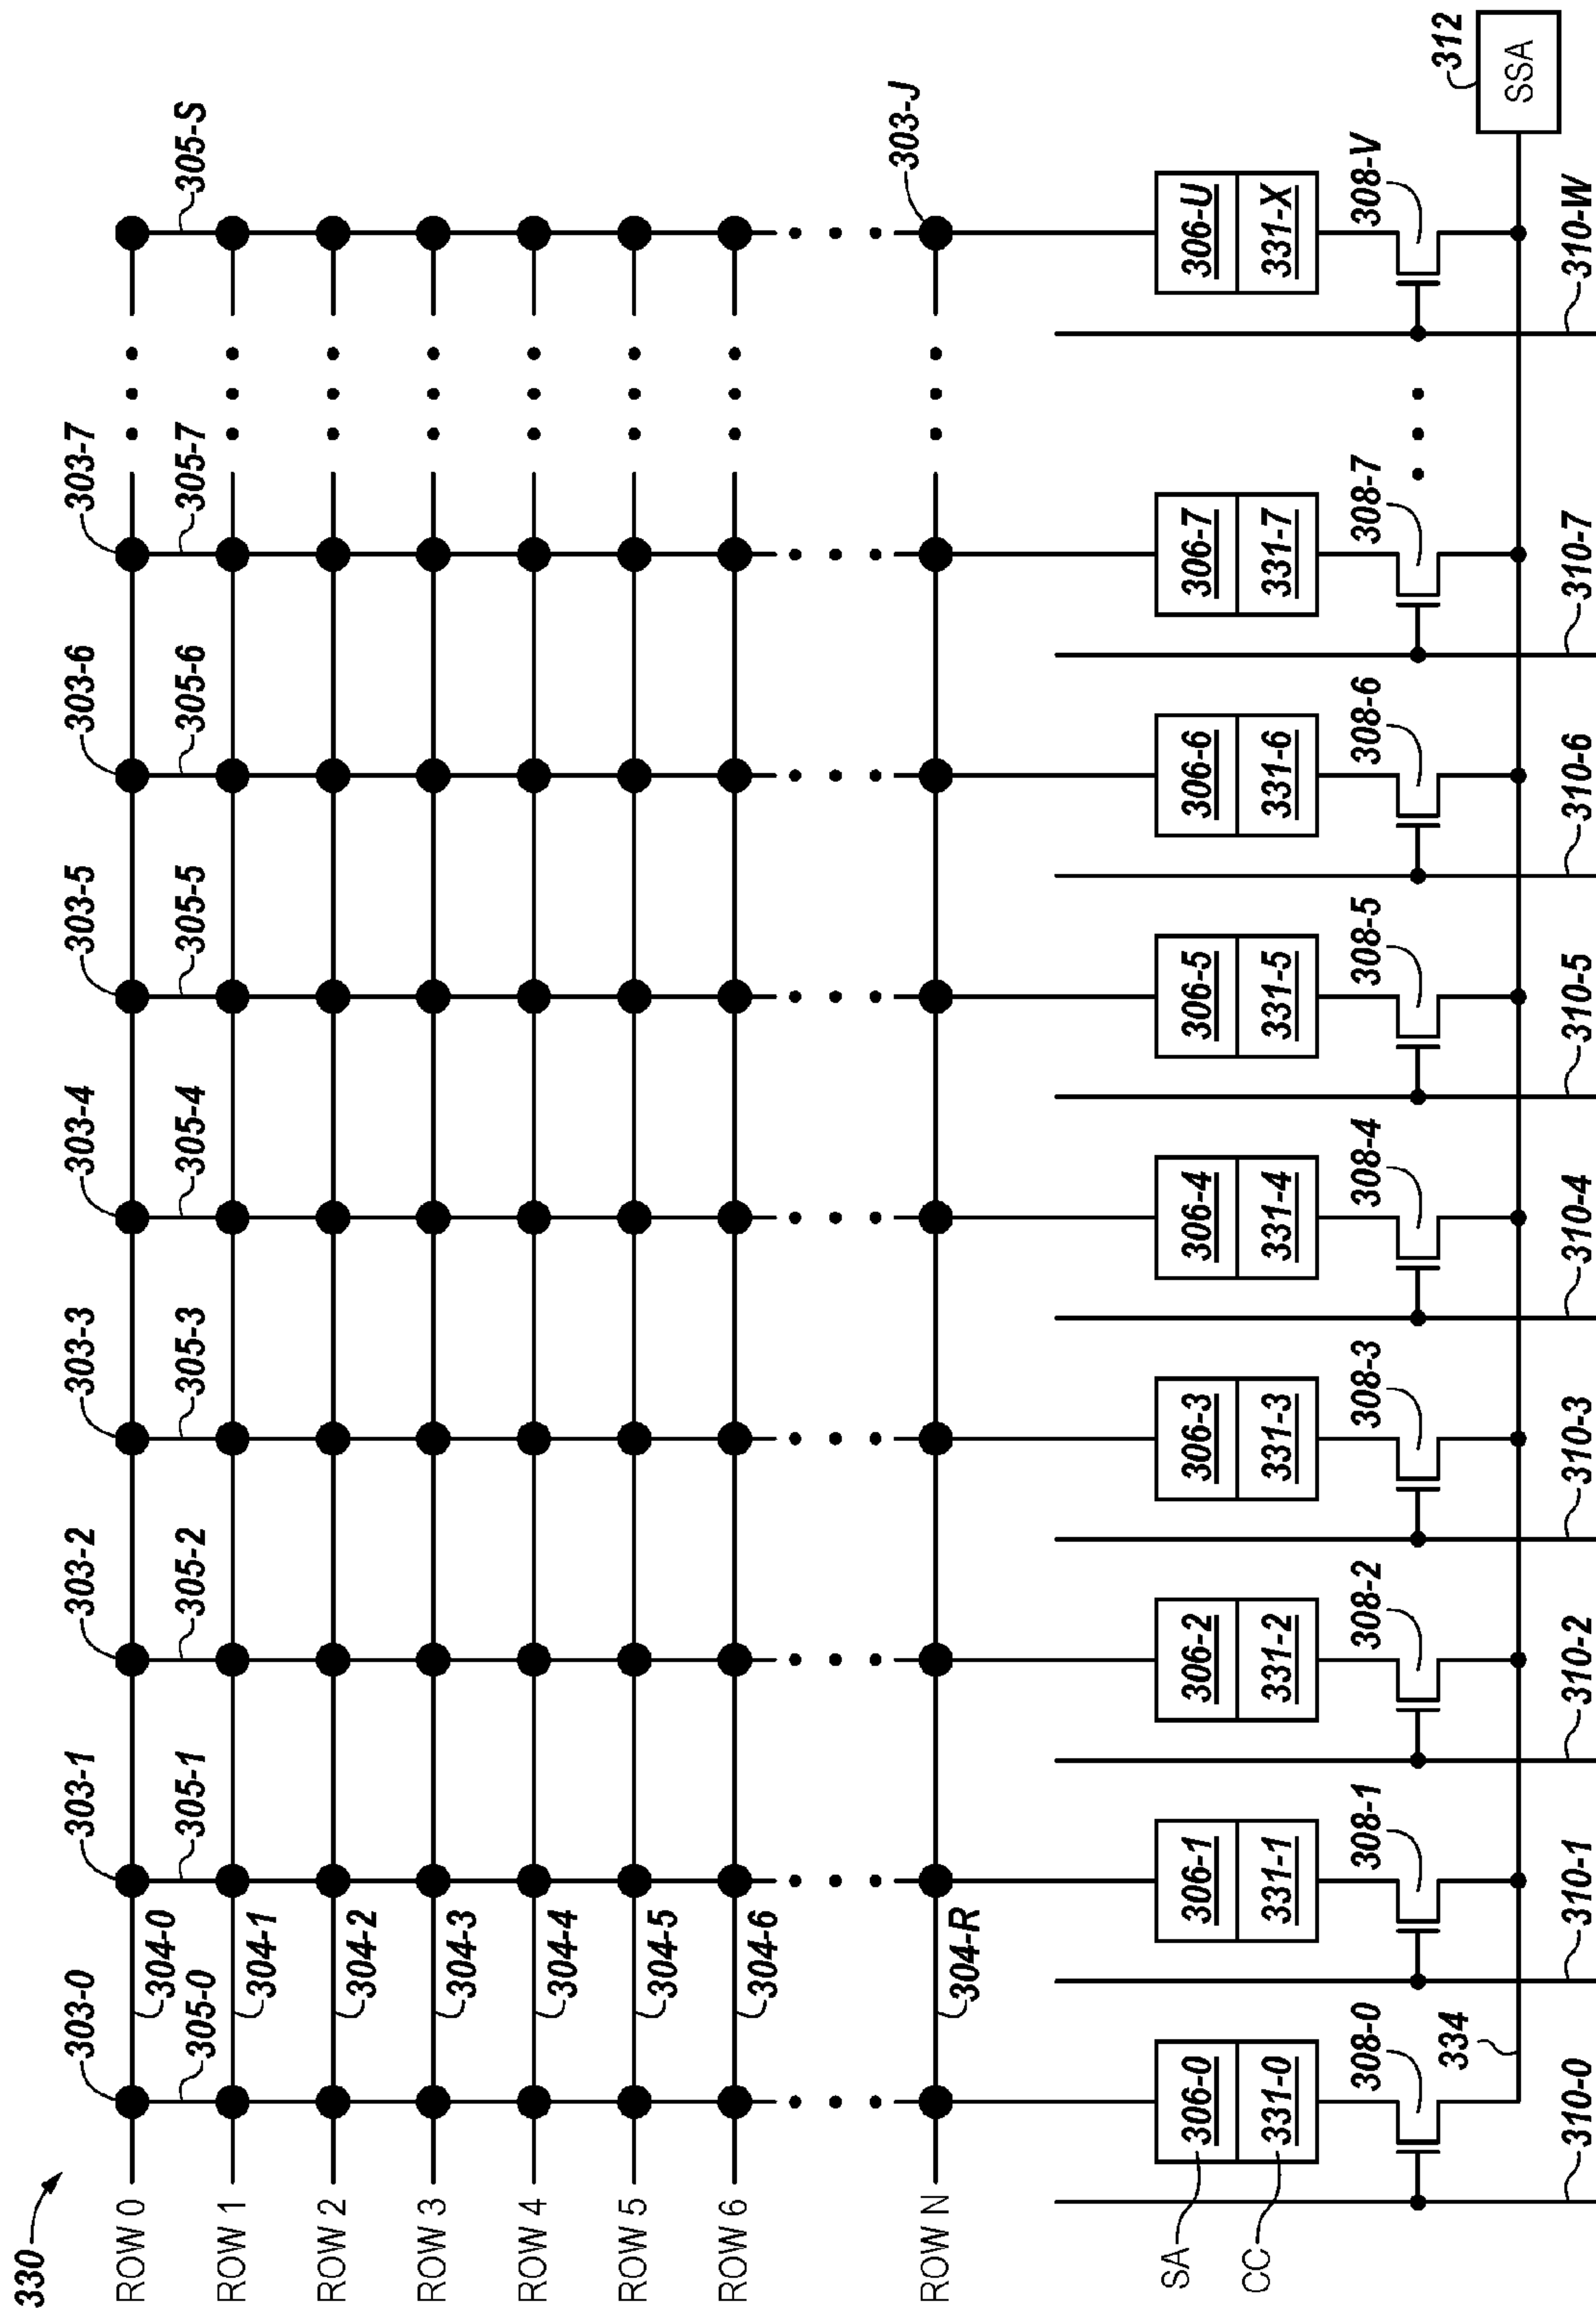 330
303-0 303-1 303-2 303-3 303-4 303-5 303-6 303-7
ROW 0 304-0
305-0 305-1 305-2 305-3 305-4 305-5 305-6 305-7 305-S
ROW 1 304-1
ROW 2 304-2
ROW 3 304-3
ROW 4 304-4
ROW 5 304-5
ROW 6 304-6
303-J
ROW N 304-R
SA 306-0 306-1 306-2 306-3 306-4 306-5 306-6 306-7 306-U
CC 331-0 331-1 331-2 331-3 331-4 331-5 331-6 331-7 331-X
308-0 308-1 308-2 308-3 308-4 308-5 308-6 308-7 308-V
334 312
SSA
310-0 310-1 310-2 310-3 310-4 310-5 310-6 310-7 310-W